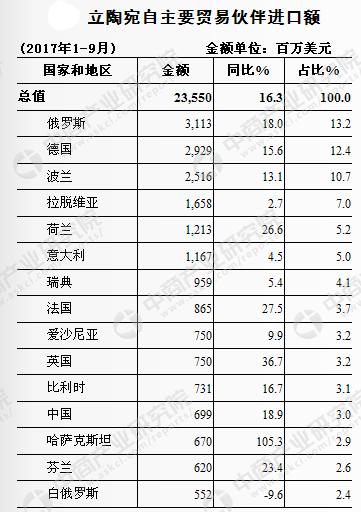 立陶宛自主要贸易伙伴进口额
(2017年1-9月) 金额单位：百万美元
国家和地区 金额 同比% 占比%
总值 23,550 16.3 100.0
俄罗斯 3,113 18.0 13.2
德国 2,929 15.6 12.4
波兰 2,516 13.1 10.7
拉脱维亚 1,658 2.7 7.0
荷兰 1,213 26.6 5.2
意大利 1,167 4.5 5.0
瑞典 959 5.4 4.1
法国 865 27.5 3.7
爱沙尼亚 750 9.9 3.2
英国 750 36.7 3.2
比利时 731 16.7 3.1
中国 699 18.9 3.0
哈萨克斯坦 670 105.3 2.9
芬兰 620 23.4 2.6
白俄罗斯 552 -9.6 2.4
中商产业研究院